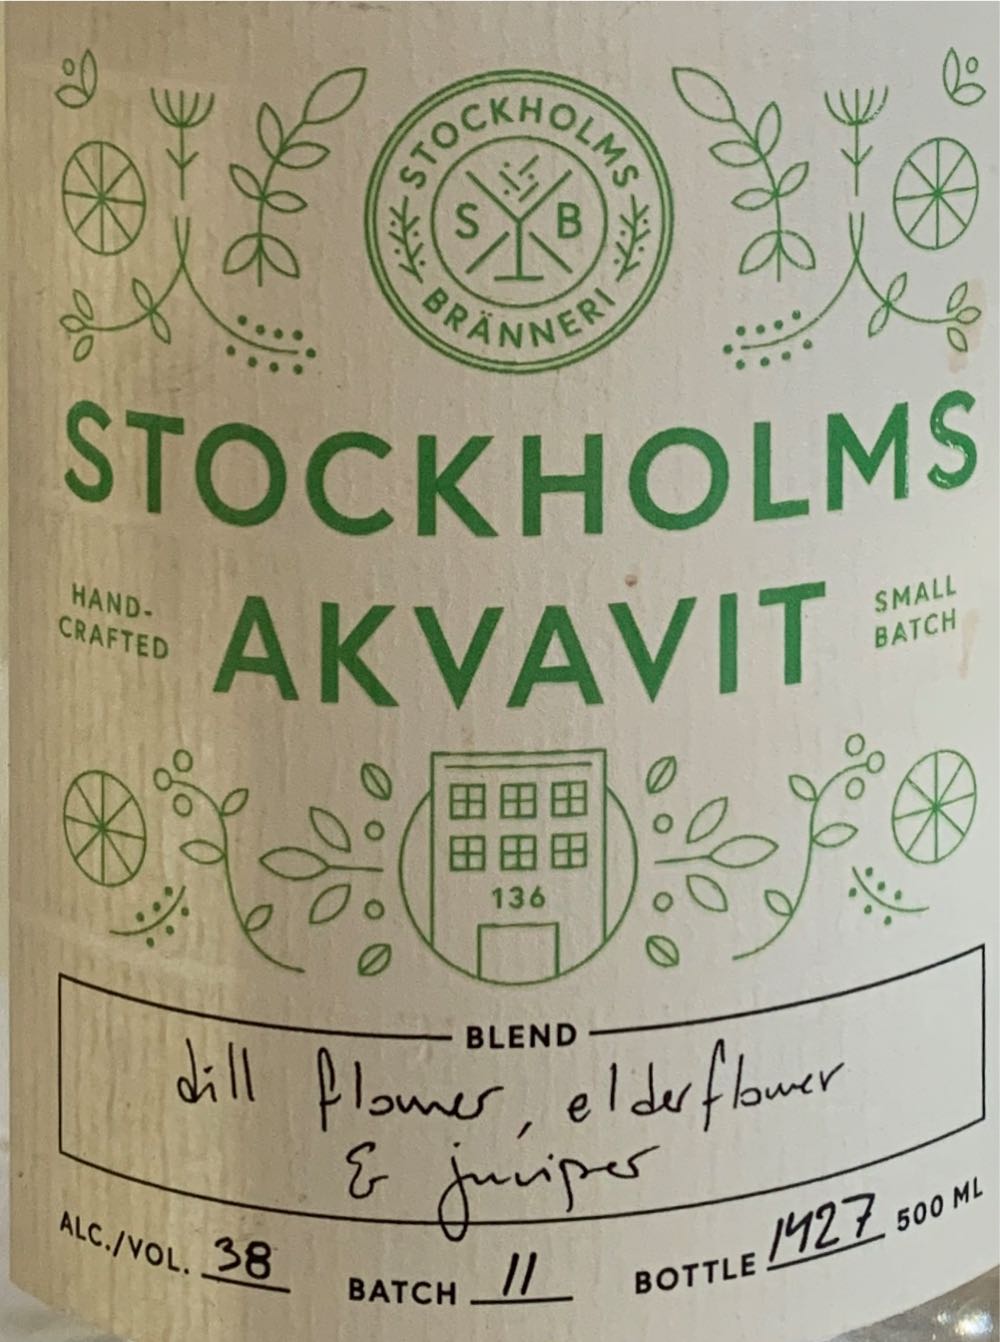 STOCKHOLMS
S B
BRÄNNERI
STOCKHOLMS
HAND-
CRAFTED
AKVAVIT
SMALL
BATCH
136
BLEND
dill flower, elderflower
& juniper
ALC./VOL. 38 BATCH 11 BOTTLE 1427 500 ML